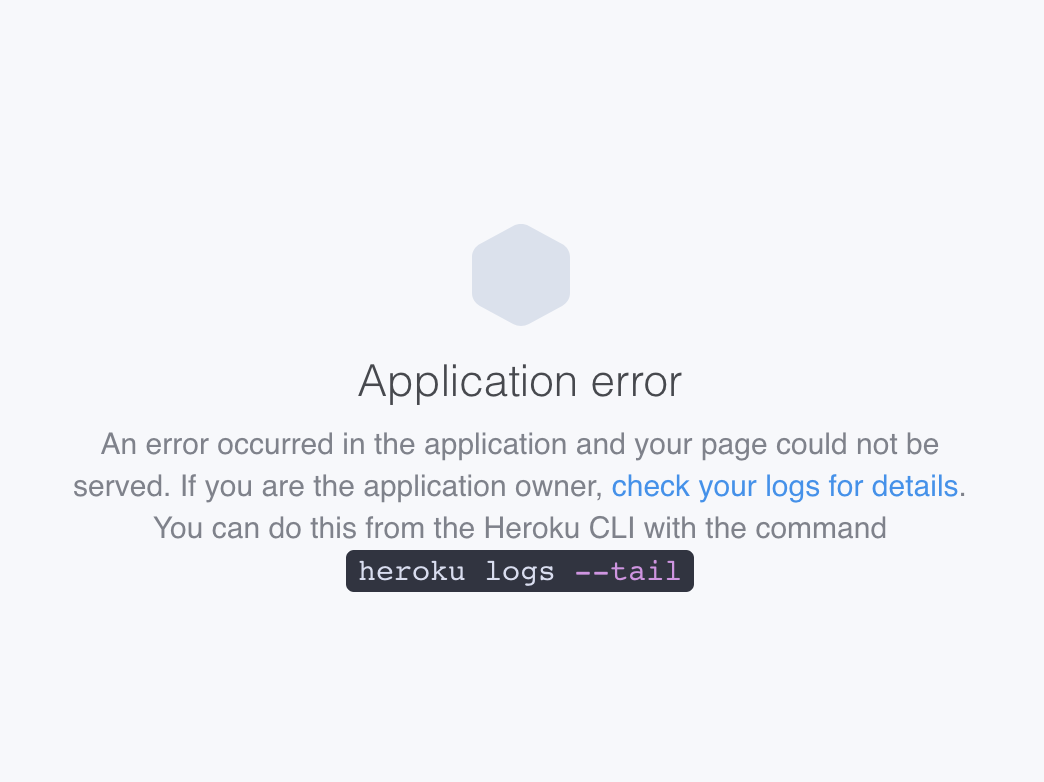 Application error
An error occurred in the application and your page could not be
served. If you are the application owner, check your logs for details.
You can do this from the Heroku CLI with the command
heroku logs --tail